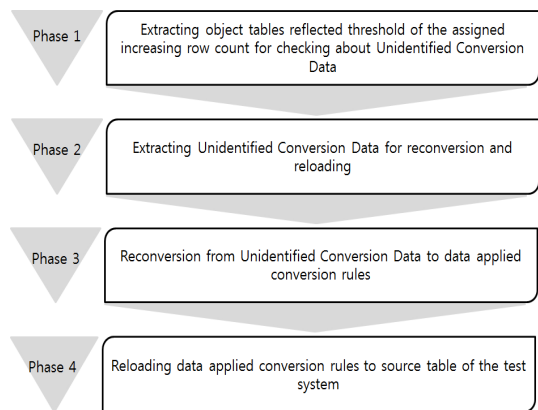 Phase 1
Extracting object tables reflected threshold of the assigned
increasing row count for checking about Unidentified Conversion
Data
Phase 2
Extracting Unidentified Conversion Data for reconversion and
reloading
Phase 3
Reconversion from Unidentified Conversion Data to data applied
conversion rules
Phase 4
Reloading data applied conversion rules to source table of the test
system